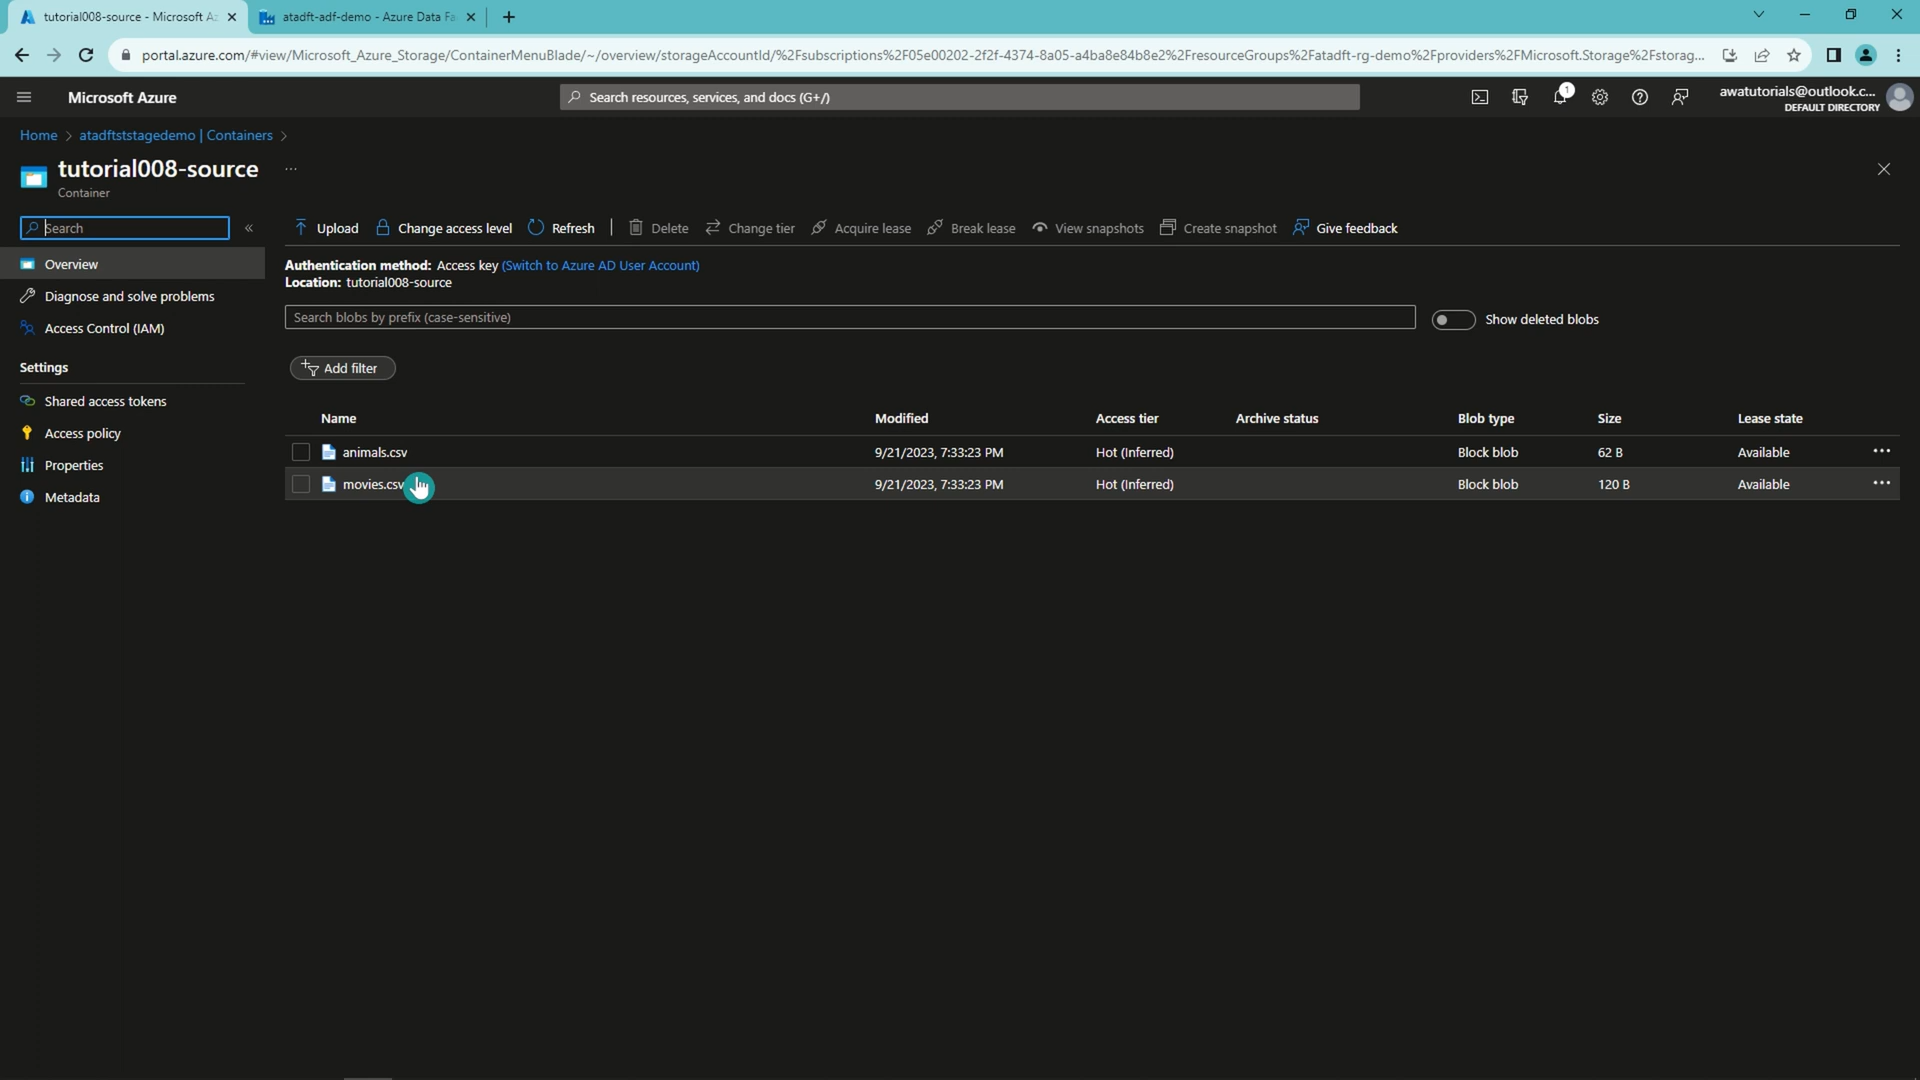 tutorial008-source - Microsoft A
atadft-adf-demo - Azure Data Fa
portal.azure.com/#view/Microsoft_Azure_Storage/ContainerMenuBlade/~/overview/storageAccountId/%2Fsubscriptions%2F05e00202-2f2f-4374-8a05-a4ba8e84b8e2%2FresourceGroups%2Fatadft-rg-demo%2Fproviders%2FMicrosoft.Storage%2Fstorag...
Microsoft Azure
Search resources, services, and docs (G+/)
1
awatutorials@outlook.c...
DEFAULT DIRECTORY
Home > atadftststagedemo | Containers >
tutorial008-source ...
Container
Search «
Upload Change access level Refresh Delete Change tier Acquire lease Break lease View snapshots Create snapshot Give feedback
Overview
Diagnose and solve problems
Access Control (IAM)
Settings
Shared access tokens
Access policy
Properties
Metadata
Authentication method: Access key (Switch to Azure AD User Account)
Location: tutorial008-source
Search blobs by prefix (case-sensitive)
Show deleted blobs
Add filter
Name Modified Access tier Archive status Blob type Size Lease state
animals.csv 9/21/2023, 7:33:23 PM Hot (Inferred) Block blob 62 B Available ...
movies.csv 9/21/2023, 7:33:23 PM Hot (Inferred) Block blob 120 B Available ...